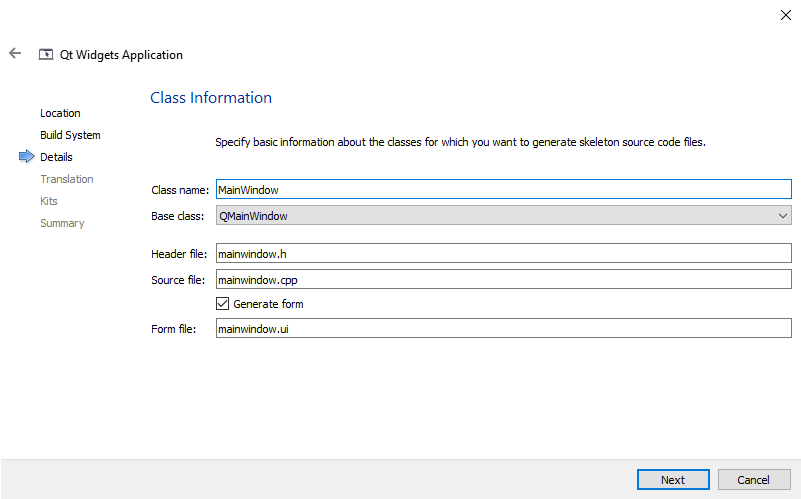 Qt Widgets Application
Class Information
Location
Build System
Details
Translation
Kits
Summary
Specify basic information about the classes for which you want to generate skeleton source code files.
Class name: MainWindow
Base class: QMainWindow
Header file: mainwindow.h
Source file: mainwindow.cpp
Generate form
Form file: mainwindow.ui
Next Cancel